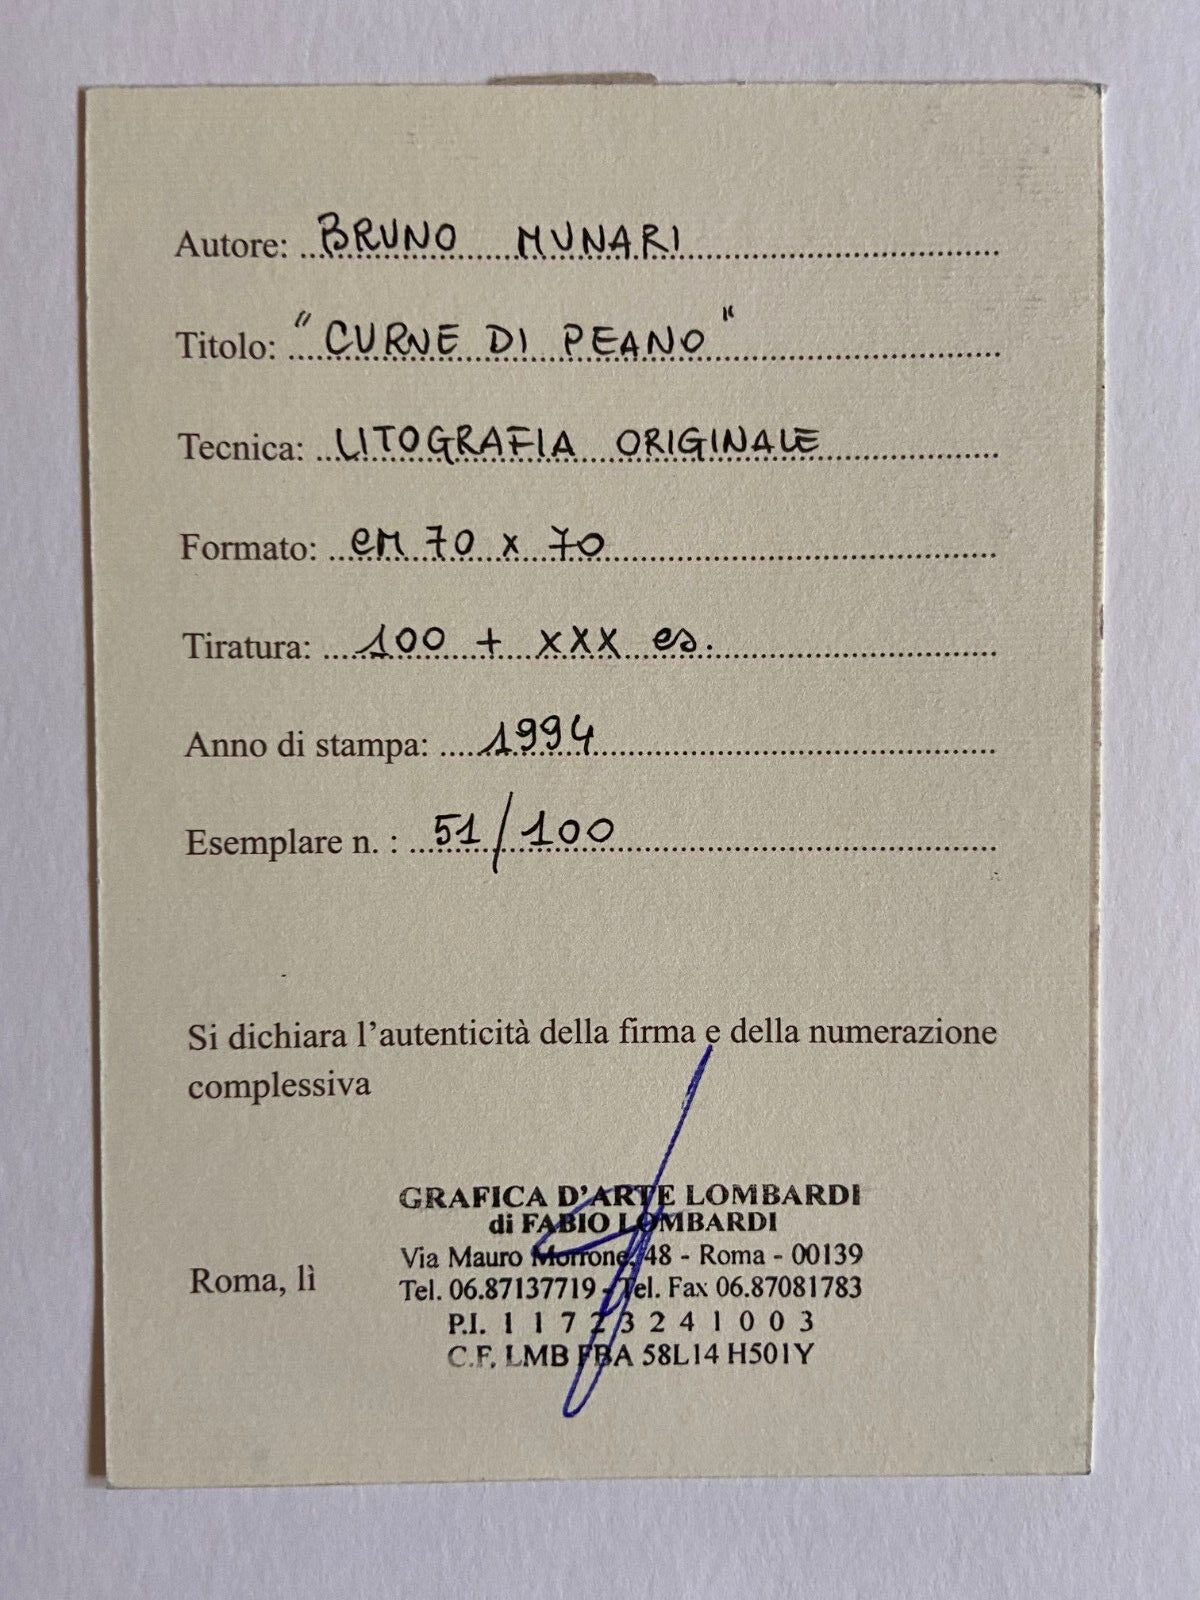 Autore: BRUNO MUNARI
Titolo: "CURVE DI PEANO"
Tecnica: LITOGRAFIA ORIGINALE
Formato: cm 70 x 70
Tiratura: 100 + XXX es.
Anno di stampa: 1994
Esemplare n. : 51/100
Si dichiara l'autenticità della firma e della numerazione
complessiva
GRAFICA D'ARTE LOMBARDI
di FABIO LOMBARDI
Via Mauro Morrone, 48 - Roma - 00139
Roma, lì
Tel. 06.87137719 - Tel. Fax 06.87081783
P.I. 1 1 7 2 3 2 4 1 0 0 3
C.F. LMB FBA 58L14 H501Y